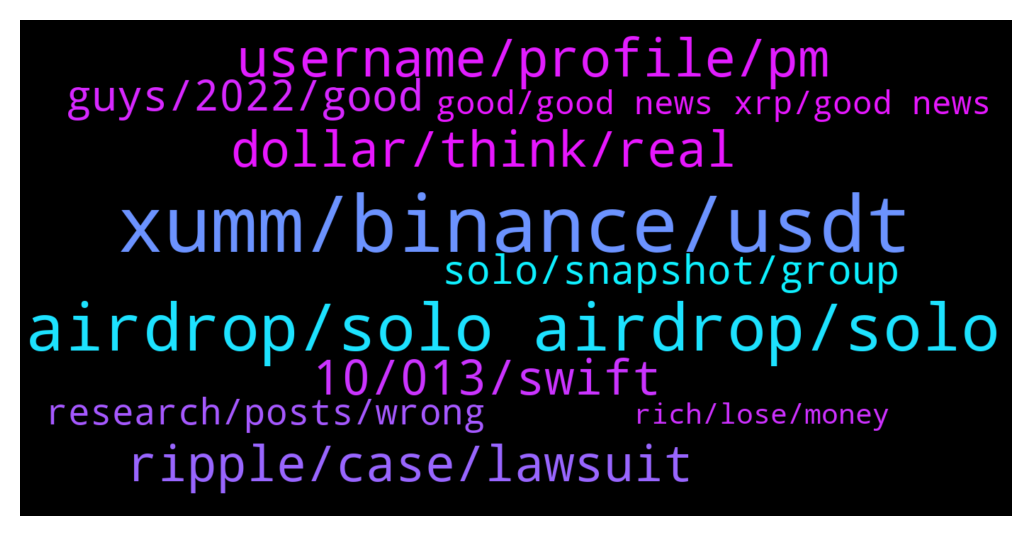 username/profile/pm
guys/2022/good
good/good news xrp/good news
dollar/think/real
xumm/binance/usdt
solo/snapshot/group
airdrop/solo airdrop/solo
10/013/swift
research/posts/wrong
rich/lose/money
ripple/case/lawsuit